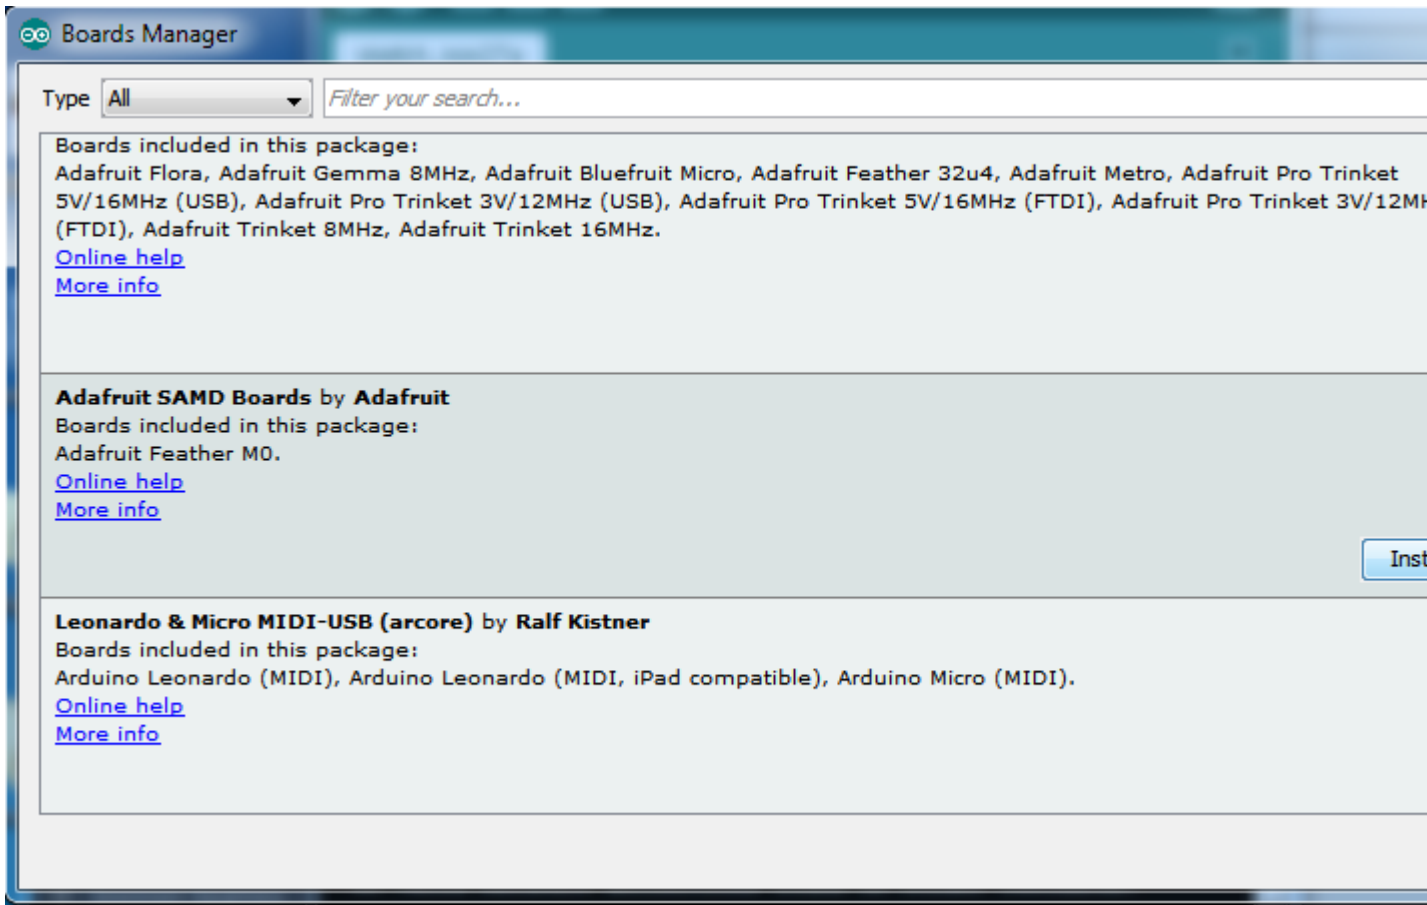 Boards Manager
Type All Filter your search...
Boards included in this package:
Adafruit Flora, Adafruit Gemma 8MHz, Adafruit Bluefruit Micro, Adafruit Feather 32u4, Adafruit Metro, Adafruit Pro Trinket
5V/16MHz (USB), Adafruit Pro Trinket 3V/12MHz (USB), Adafruit Pro Trinket 5V/16MHz (FTDI), Adafruit Pro Trinket 3V/12MH
(FTDI), Adafruit Trinket 8MHz, Adafruit Trinket 16MHz.
Online help
More info
Adafruit SAMD Boards by Adafruit
Boards included in this package:
Adafruit Feather M0.
Online help
More info
Inst
Leonardo & Micro MIDI-USB (arcore) by Ralf Kistner
Boards included in this package:
Arduino Leonardo (MIDI), Arduino Leonardo (MIDI, iPad compatible), Arduino Micro (MIDI).
Online help
More info